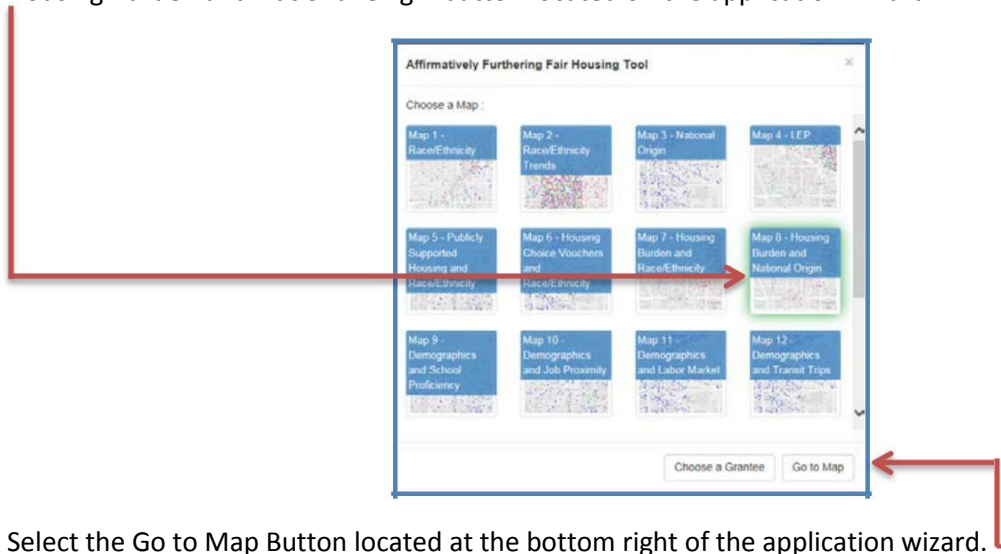 Affirmatively Furthering Fair Housing Tool ×
Choose a Map :
Map 1 -
Race/Ethnicity
Map 2 -
Race/Ethnicity
Trends
Map 3 - National
Origin
Map 4 - LEP
Map 5 - Publicly
Supported
Housing and
Race/Ethnicity
Map 6 - Housing
Choice Vouchers
and
Race/Ethnicity
Map 7 - Housing
Burden and
Race/Ethnicity
Map 8 - Housing
Burden and
National Origin
Map 9 -
Demographics
and School
Proficiency
Map 10 -
Demographics
and Job Proximity
Map 11 -
Demographics
and Labor Market
Map 12 -
Demographics
and Transit Trips
Choose a Grantee
Go to Map
Select the Go to Map Button located at the bottom right of the application wizard.